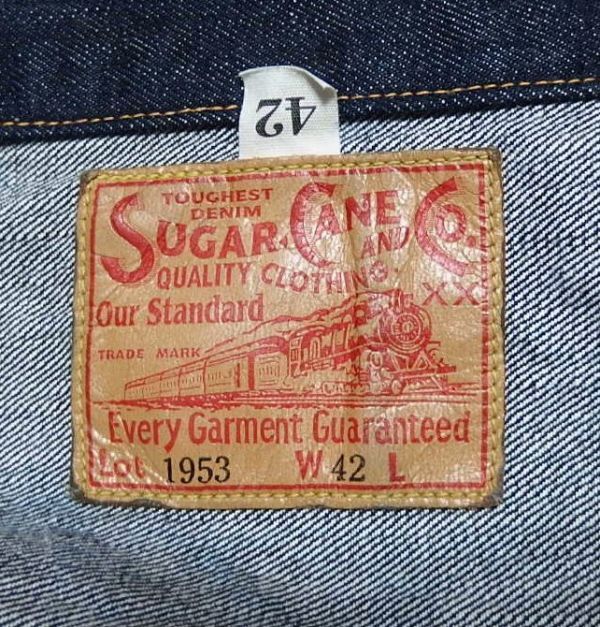 42
TOUGHEST
DENIM
SUGAR CANE Co.
AND
QUALITY CLOTHING.
Our Standard
XX
TRADE MARK
Every Garment Guaranteed
Lot 1953 W 42 L